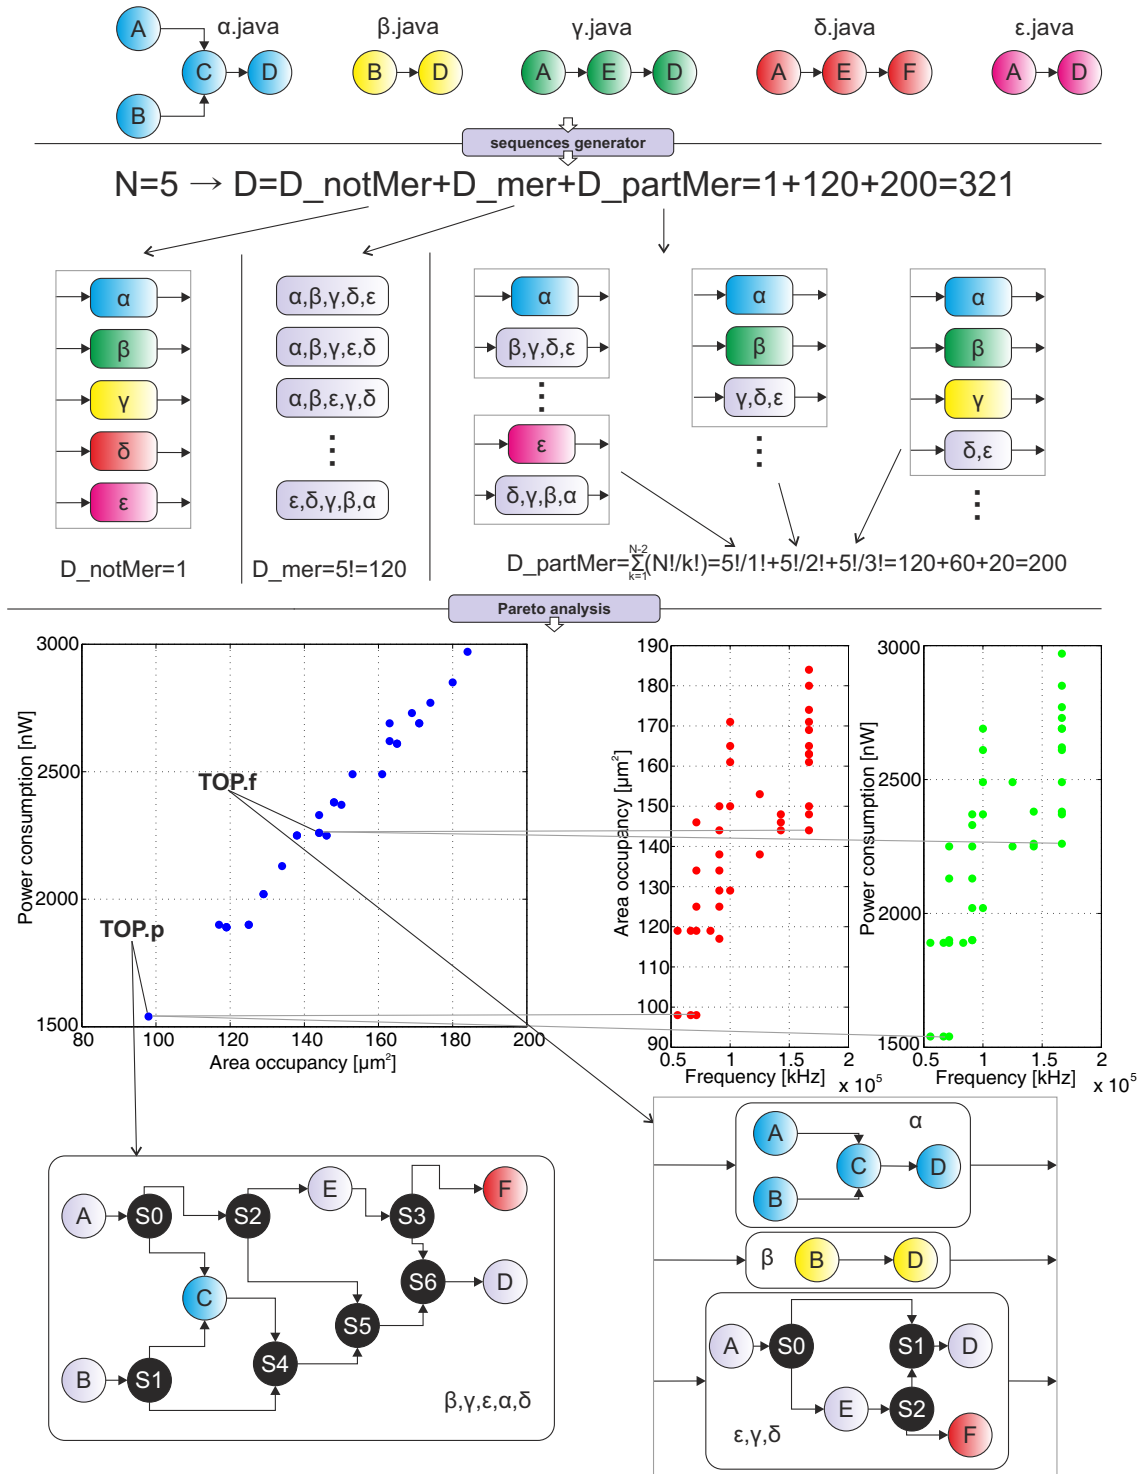 α.java
β.java
γ.java
δ.java
ε.java
A
C
D
B
B
D
A
E
D
A
E
F
A
D
sequences generator
N=5 → D=D_notMer+D_mer+D_partMer=1+120+200=321
α
β
γ
δ
ε
D_notMer=1
α,β,γ,δ,ε
α,β,γ,ε,δ
α,β,ε,γ,δ
ε,δ,γ,β,α
D_mer=5!=120
α
β,γ,δ,ε
ε
δ,γ,β,α
α
β
γ,δ,ε
α
β
γ
δ,ε
N-2
D_partMer=Σ(N!/k!)=5!/1!+5!/2!+5!/3!=120+60+20=200
k=1
Pareto analysis
3000
2500
2000
1500
Power consumption [nW]
80
100
120
140
160
180
200
Area occupancy [µm²]
TOP.f
TOP.p
190
180
170
160
150
140
130
120
110
100
90
Area occupancy [µm²]
0.5
1
1.5
2
Frequency [kHz]
x 10⁵
3000
2500
2000
1500
Power consumption [nW]
0.5
1
1.5
2
Frequency [kHz]
x 10⁵
A
S0
S2
E
S3
F
C
S6
D
S5
B
S1
S4
β,γ,ε,α,δ
α
A
C
D
B
β
B
D
A
S0
S1
D
E
S2
F
ε,γ,δ